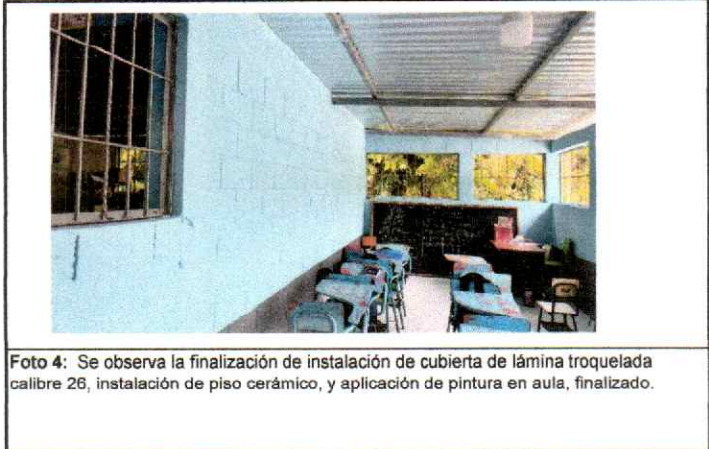 Foto 4: Se observa la finalización de instalación de cubierta de lámina troquelada
calibre 26, instalación de piso cerámico, y aplicación de pintura en aula, finalizado.